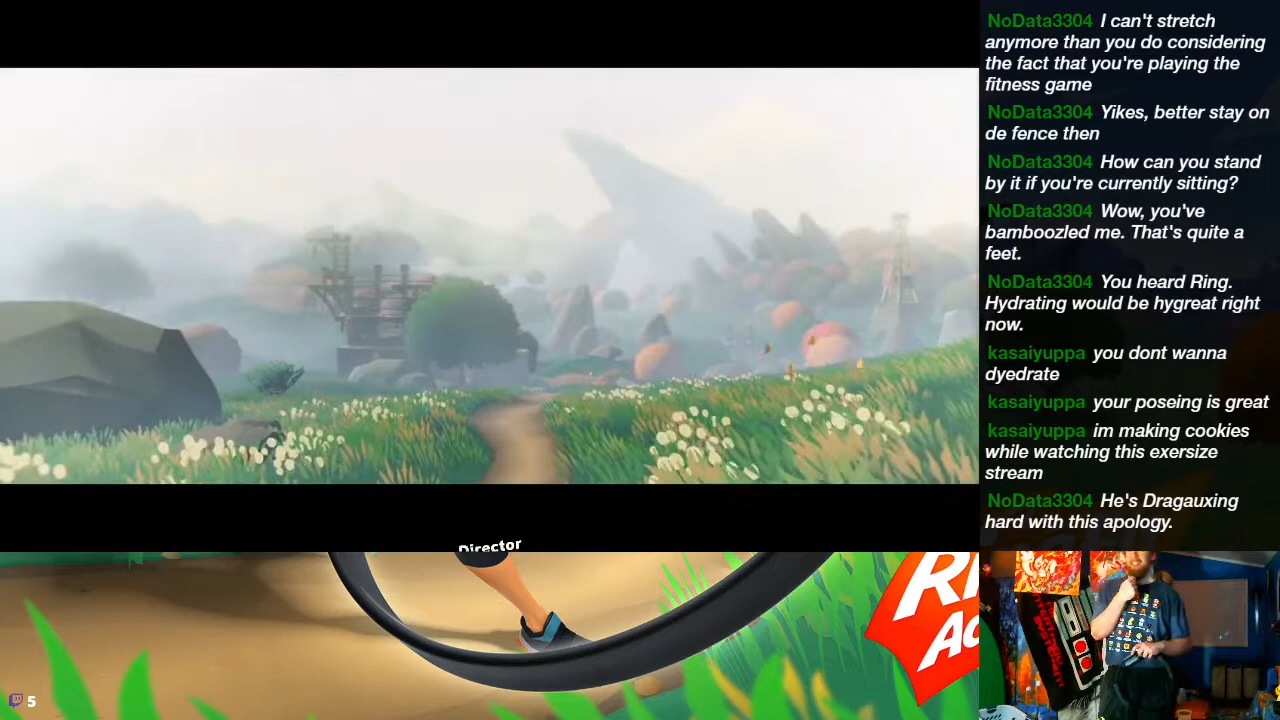 NoData3304 I can't stretch
anymore than you do considering
the fact that you're playing the
fitness game
NoData3304 Yikes, better stay on
de fence then
NoData3304 How can you stand
by it if you're currently sitting?
NoData3304 Wow, you've
bamboozled me. That's quite a
feet.
NoData3304 You heard Ring.
Hydrating would be hygreat right
now.
kasaiyuppa you dont wanna
dyedrate
kasaiyuppa your poseing is great
kasaiyuppa im making cookies
while watching this exersize
stream
NoData3304 He's Dragauxing
hard with this apology.
Director
5